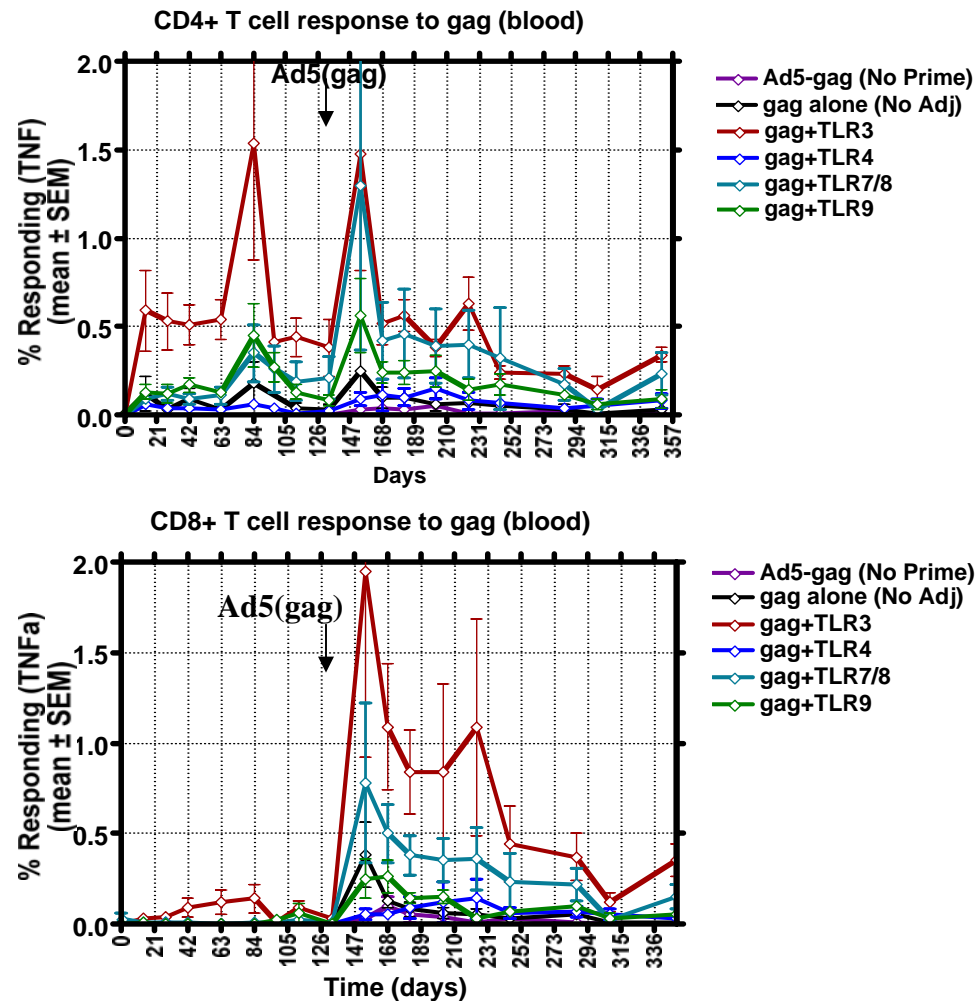 CD4+ T cell response to gag (blood)
2.0
1.5
1.0
0.5
0.0
% Responding (TNF)
(mean ± SEM)
Ad5(gag)
0
21
42
63
84
105
126
147
168
189
210
231
252
273
294
315
336
357
Days
Ad5-gag (No Prime)
gag alone (No Adj)
gag+TLR3
gag+TLR4
gag+TLR7/8
gag+TLR9
CD8+ T cell response to gag (blood)
2.0
1.5
1.0
0.5
0.0
% Responding (TNFa)
(mean ± SEM)
Ad5(gag)
0
21
42
63
84
105
126
147
168
189
210
231
252
273
294
315
336
Time (days)
Ad5-gag (No Prime)
gag alone (No Adj)
gag+TLR3
gag+TLR4
gag+TLR7/8
gag+TLR9